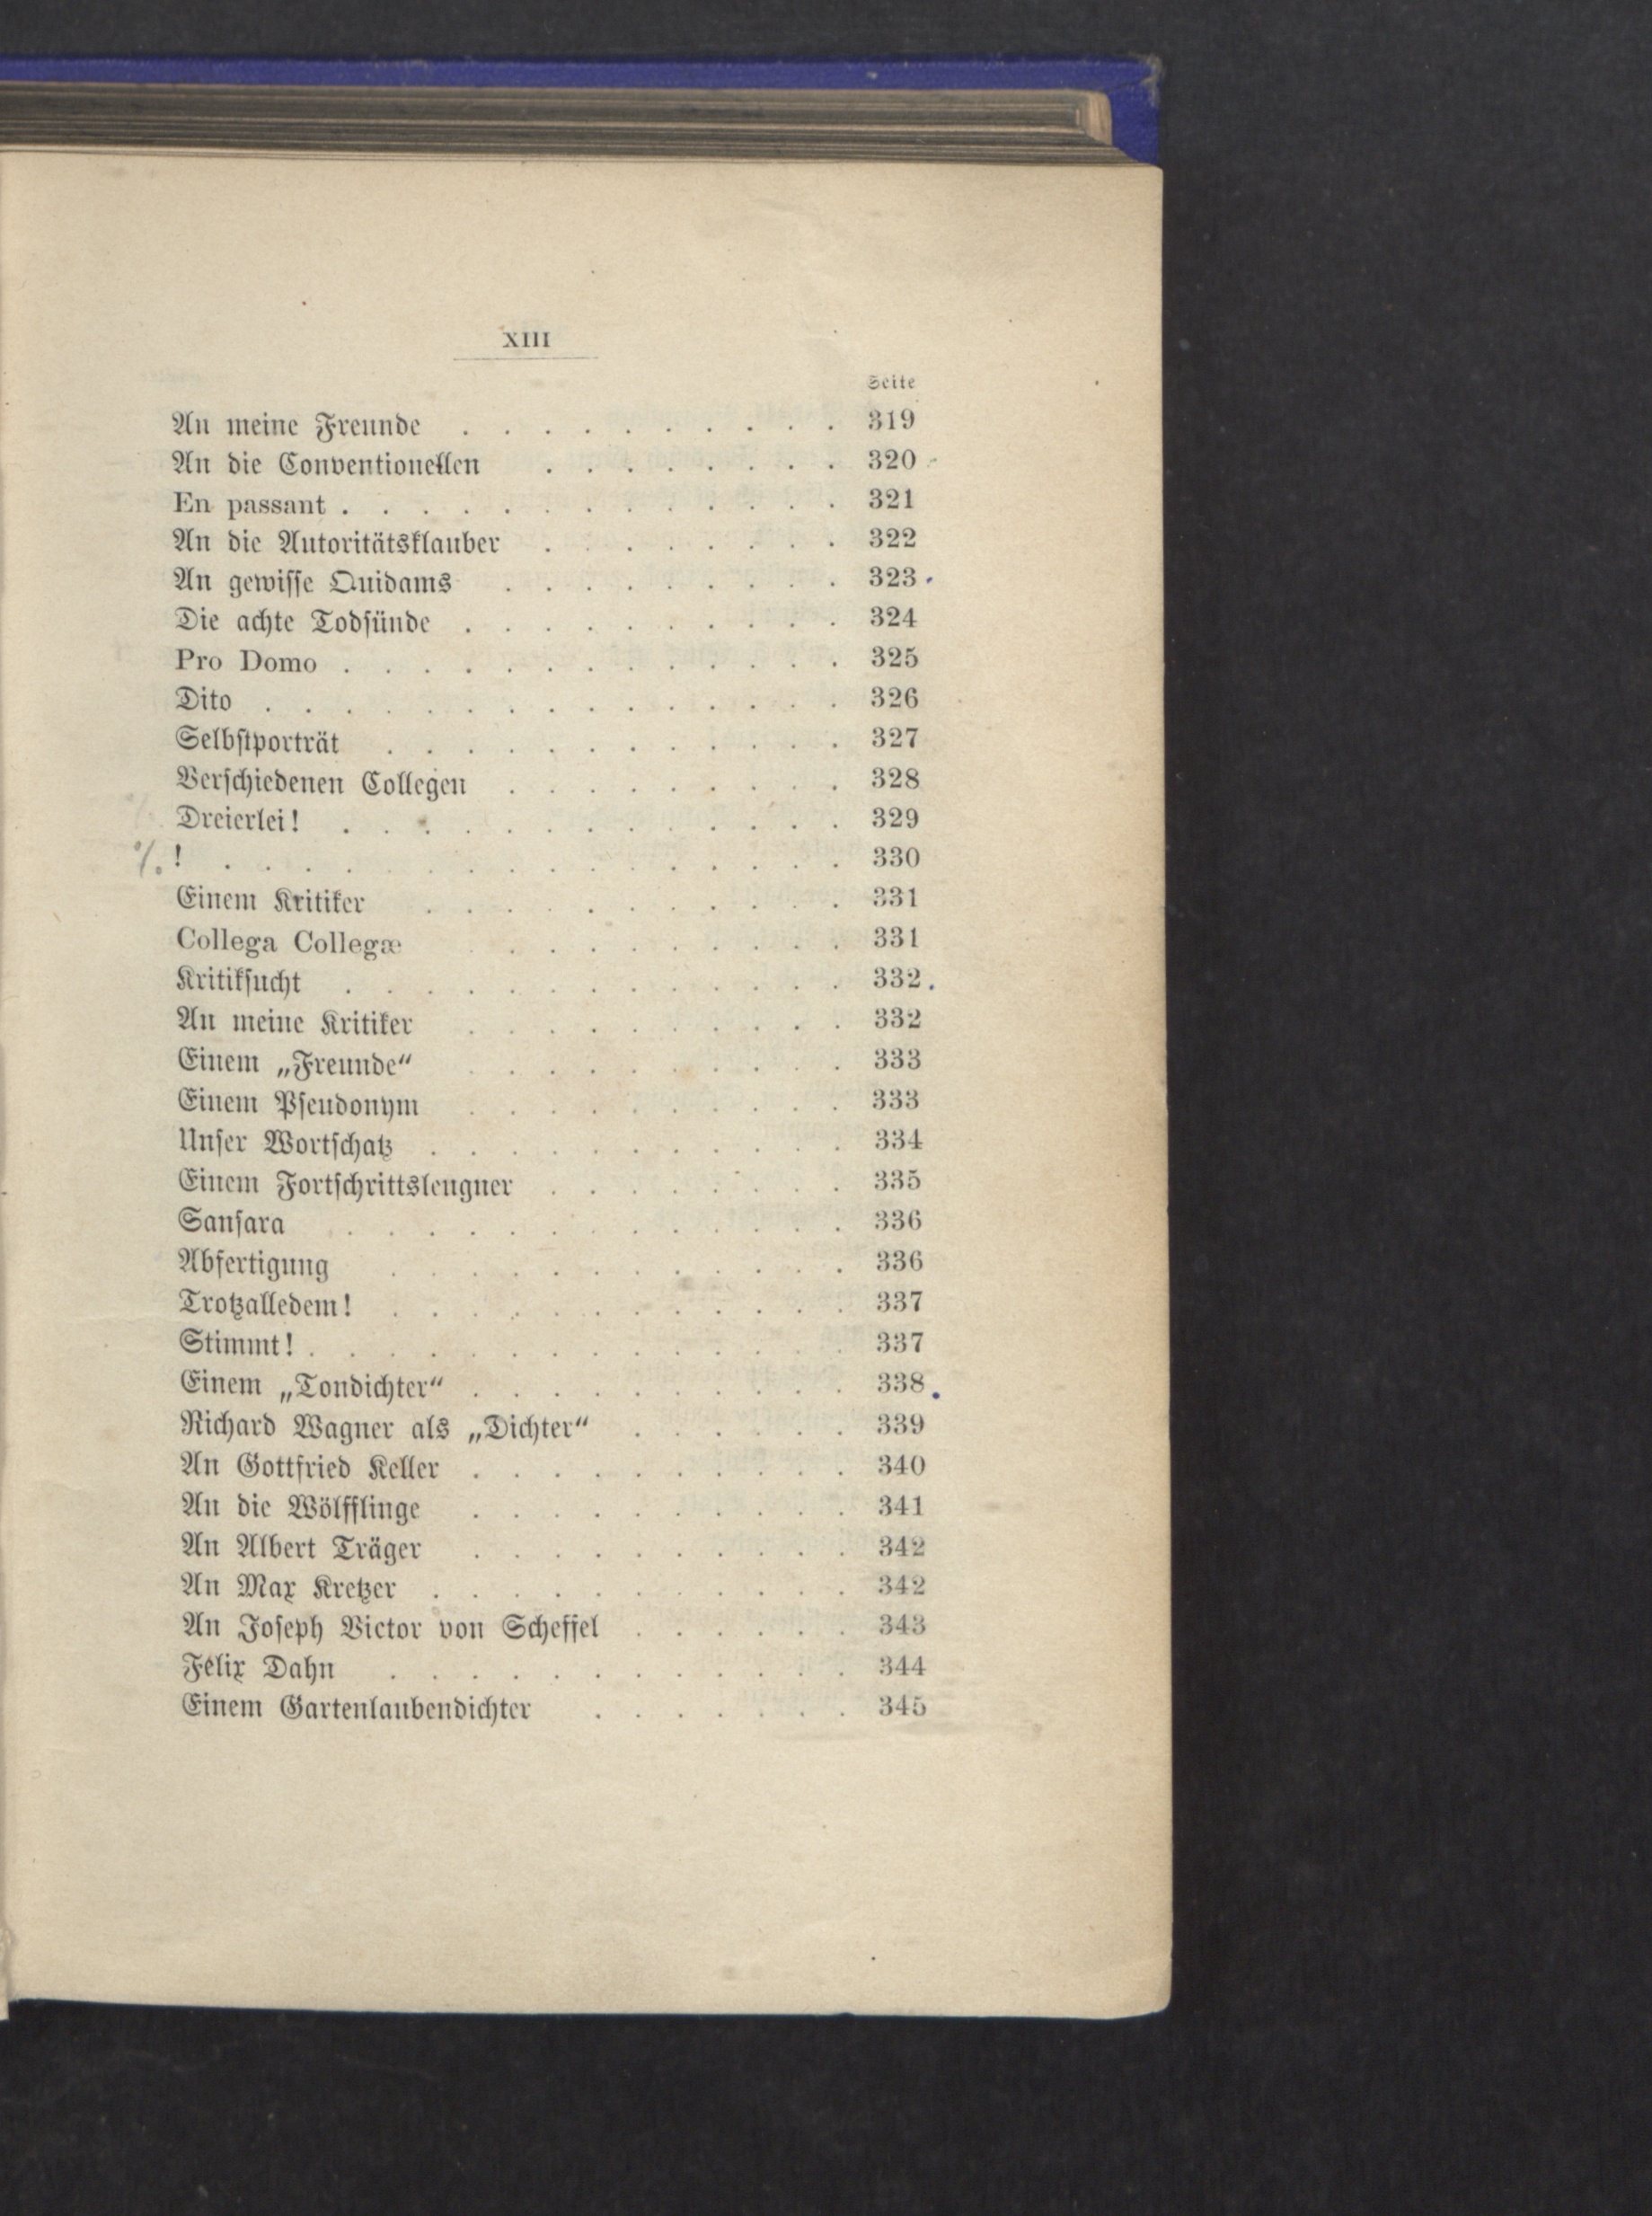 XIII
Seite
An meine Freunde . . . . . . . . . . 319
An die Conventionellen . . . . . . . . 320
En passant . . . . . . . . . . . . . 321
An die Autoritätsklauber . . . . . . . . 322
An gewisse Quidams . . . . . . . . . 323
Die achte Todsünde . . . . . . . . . . 324
Pro Domo . . . . . . . . . . . . . 325
Dito . . . . . . . . . . . . . . . 326
Selbstporträt . . . . . . . . . . . . 327
Verschiedenen Collegen . . . . . . . . . 328
Dreierlei! . . . . . . . . . . . . . 329
! . . . . . . . . . . . . . . . . 330
Einem Kritiker . . . . . . . . . . . 331
Collega Collegæ . . . . . . . . . 331
Kritiksucht . . . . . . . . . . . . . 332
An meine Kritiker . . . . . . . . . . 332
Einem „Freunde“ . . . . . . . . . . 333
Einem Pseudonym . . . . . . . . . . 333
Unser Wortschatz . . . . . . . . . . . 334
Einem Fortschrittsleugner . . . . . . . . 335
Sansara . . . . . . . . . . . . . 336
Abfertigung . . . . . . . . . . . . 336
Trotzalledem! . . . . . . . . . . . . 337
Stimmt! . . . . . . . . . . . . . . 337
Einem „Tondichter“ . . . . . . . . . . 338
Richard Wagner als „Dichter“ . . . . . . 339
An Gottfried Keller . . . . . . . . . . 340
An die Wölfflinge . . . . . . . . . . 341
An Albert Träger . . . . . . . . . . 342
An Max Kretzer . . . . . . . . . . . 342
An Joseph Victor von Scheffel . . . . . . 343
Felix Dahn . . . . . . . . . . . . 344
Einem Gartenlaubendichter . . . . . . . 345